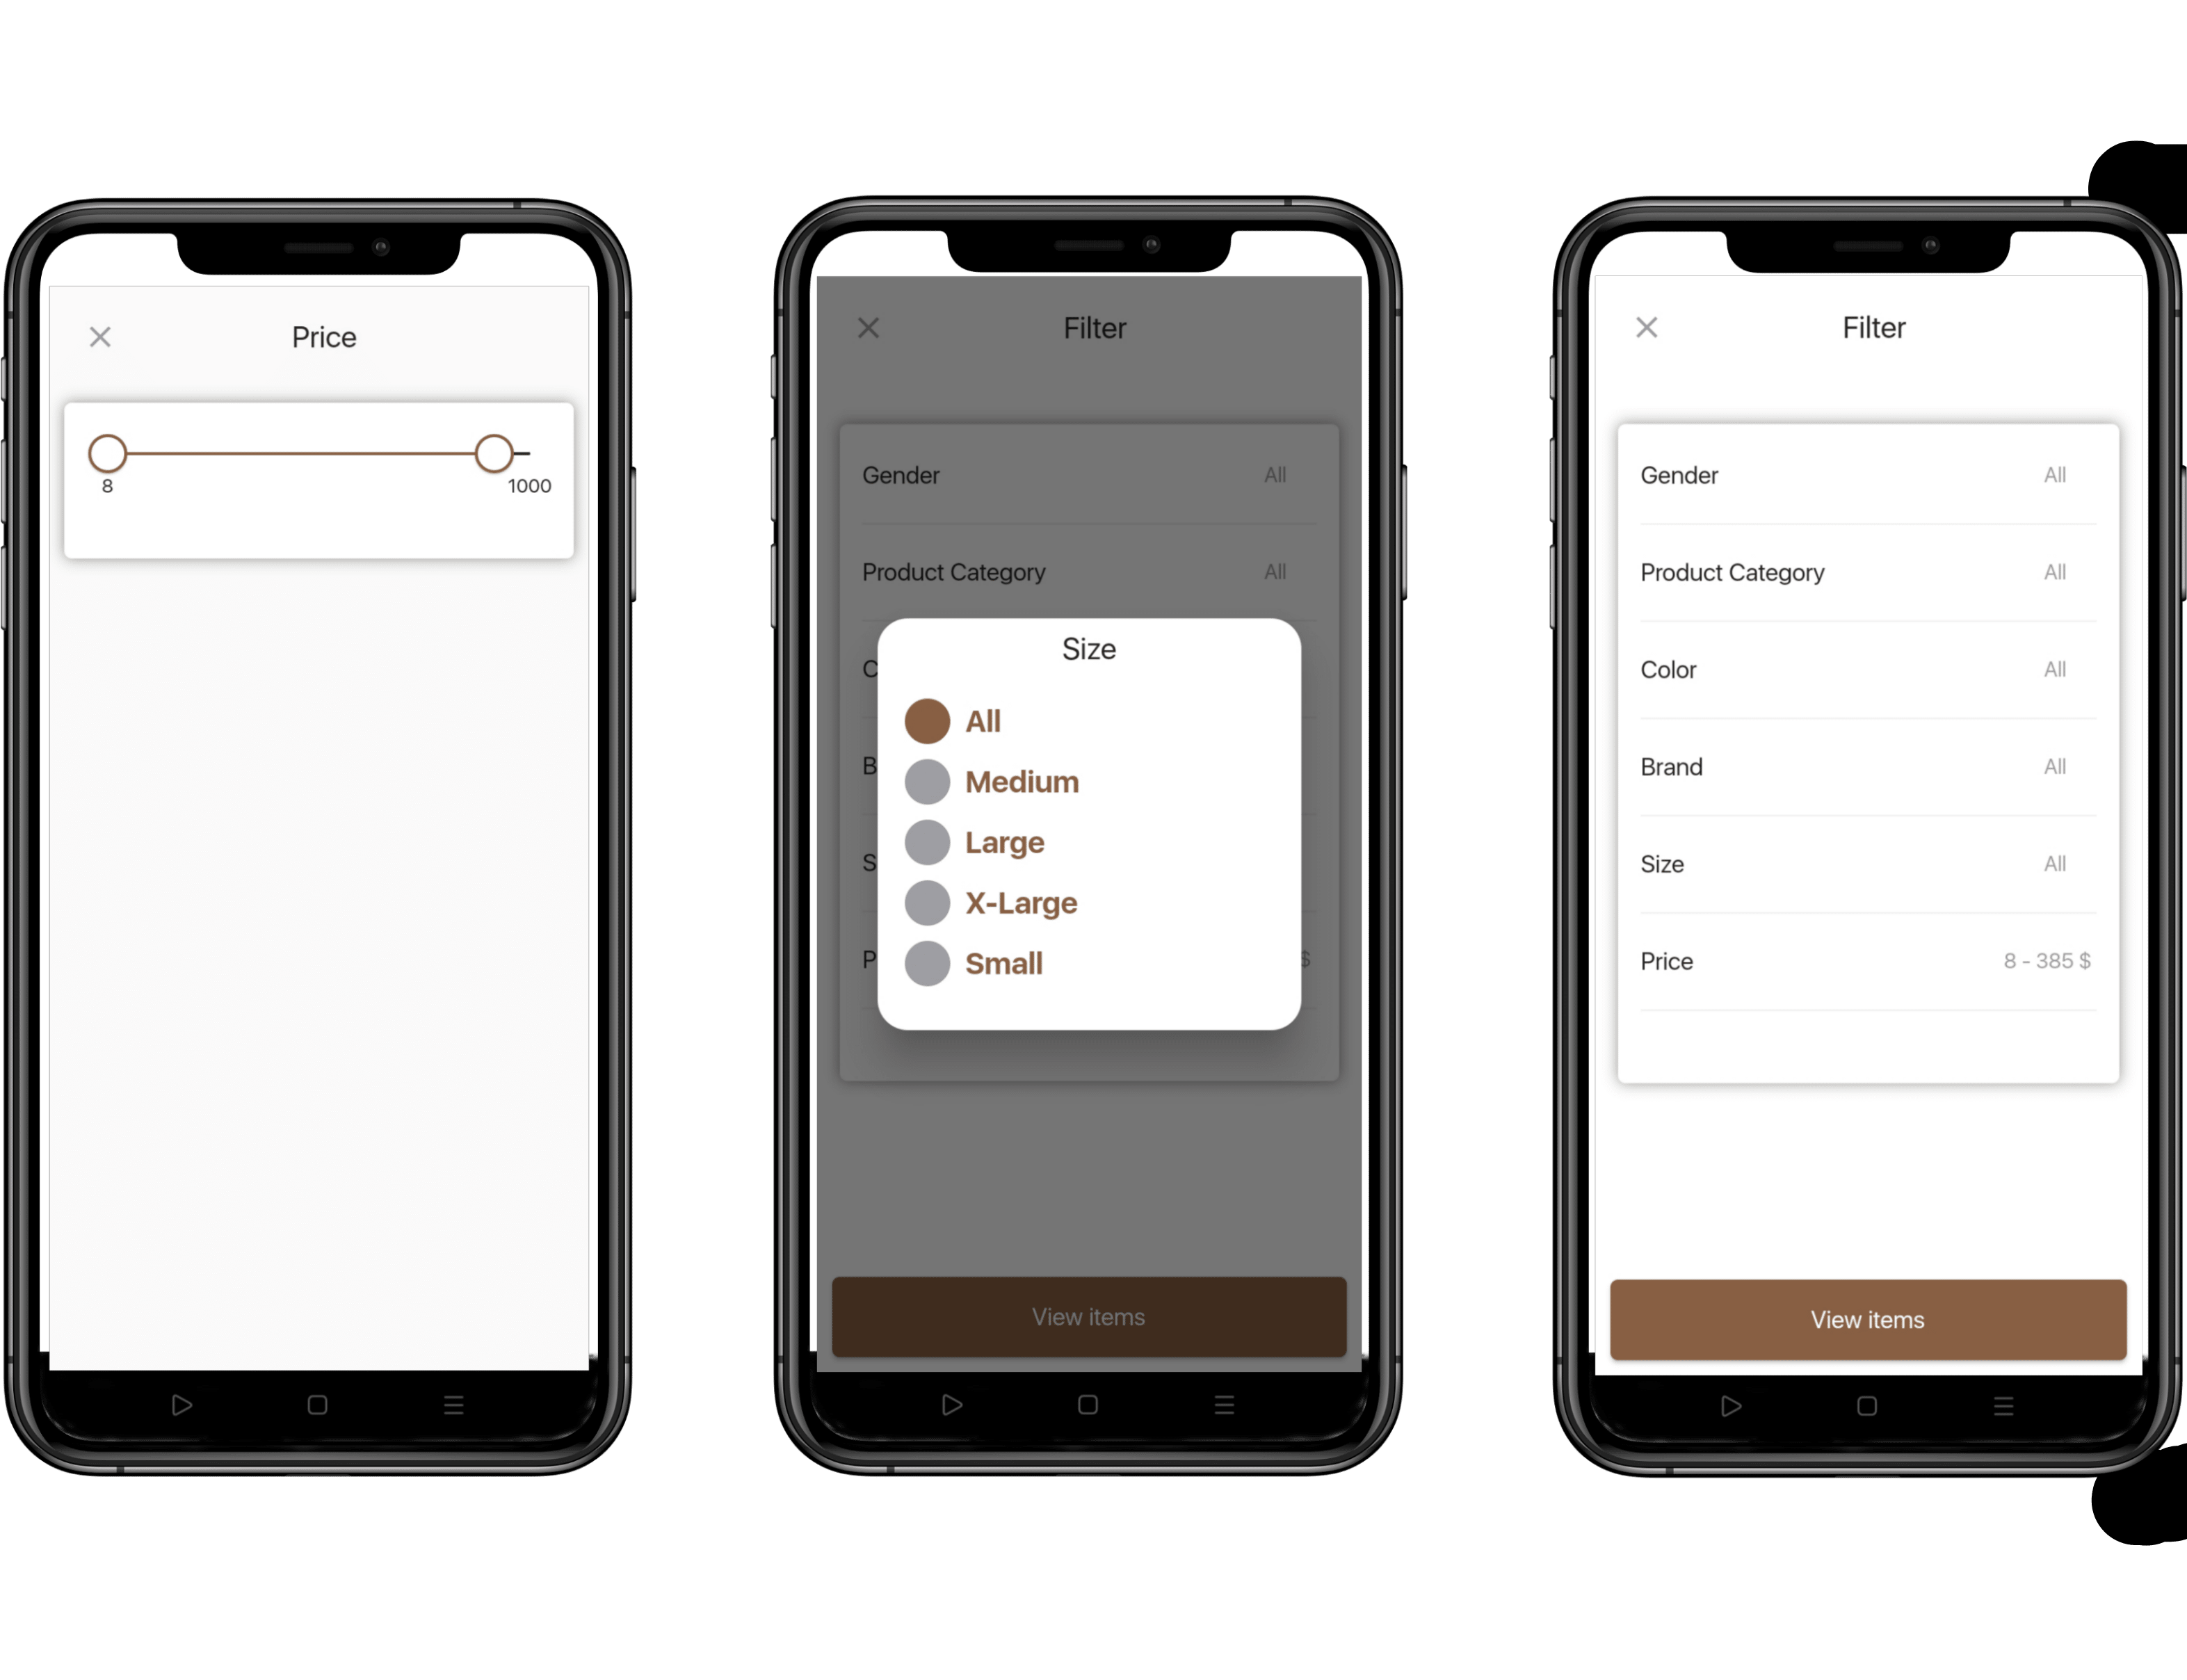 Price
8
1000
Filter
Gender All
Product Category All
C
B
S
P $
Size
All
Medium
Large
X-Large
Small
View items
Filter
Gender All
Product Category All
Color All
Brand All
Size All
Price 8 - 385 $
View items